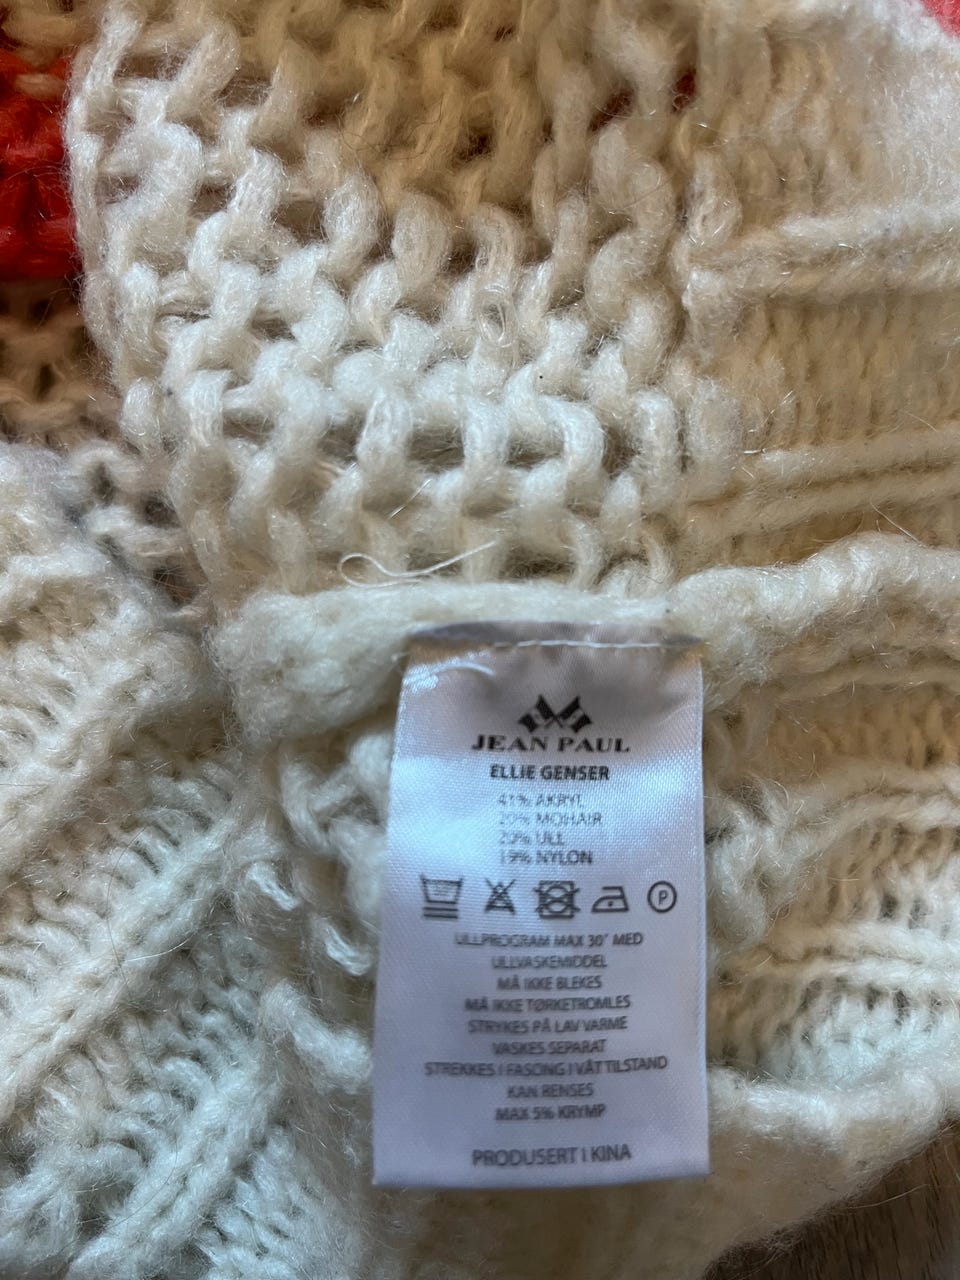 JEAN PAUL
ELLIE GENSER
41% AKRYL
20% MOHAIR
20% ULL
19% NYLON
P
ULLPROGRAM MAX 30° MED
ULLVASKEMIDDEL
MÅ IKKE BLEKES
MÅ IKKE TØRKETROMLES
STRYKES PÅ LAV VARME
VASKES SEPARAT
STREKKES I FASONG I VÅT TILSTAND
KAN RENSES
MAX 5% KRYMP
PRODUSERT I KINA